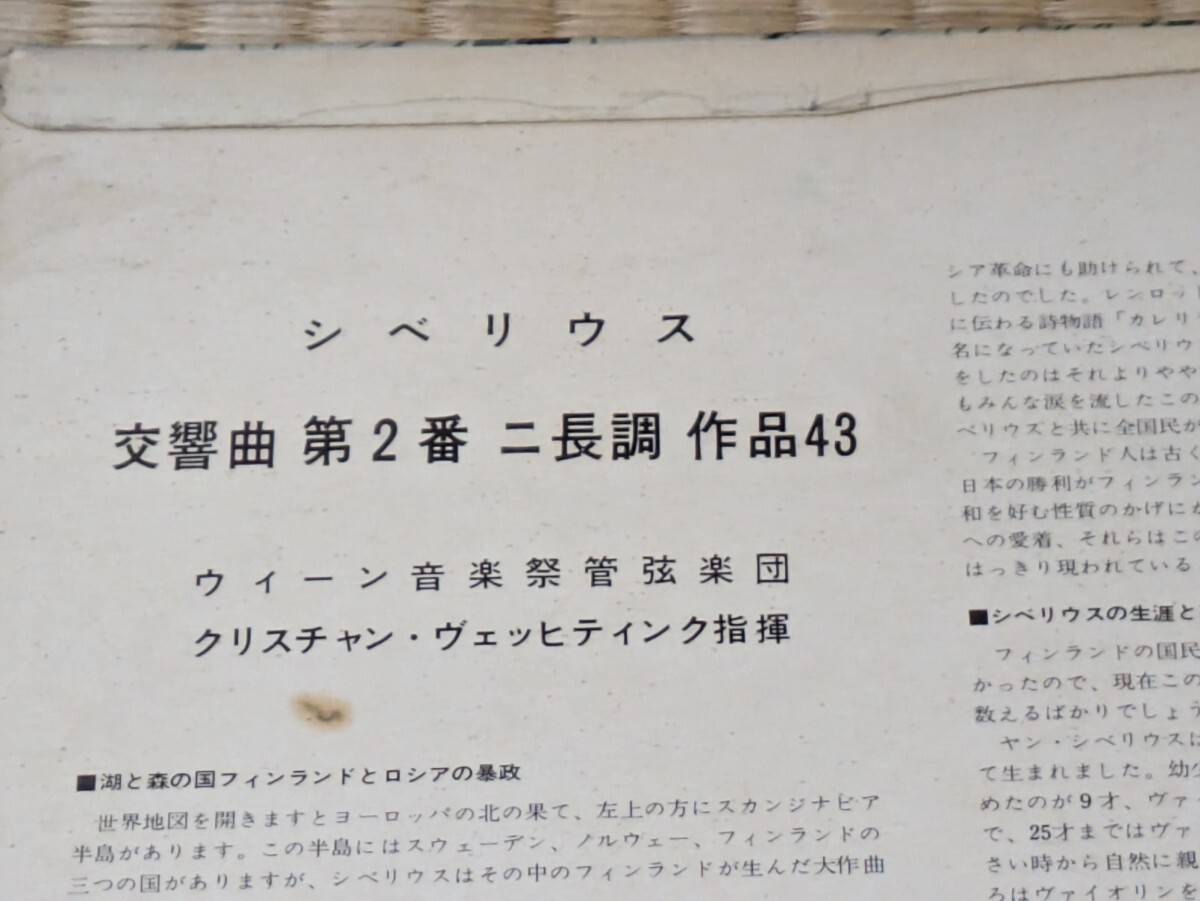 シベリウス
交響曲 第2番 ニ長調 作品43
ウィーン音楽祭管弦楽団
クリスチャン・ヴェッヒティンク指揮
■湖と森の国フィンランドとロシアの暴政
世界地図を開きますとヨーロッパの北の果て、左上の方にスカンジナビア
半島があります。この半島にはスウェーデン、ノルウェー、フィンランドの
三つの国がありますが、シベリウスはその中のフィンランドが生んだ大作曲
シア革命にも助けられて、
したのでした。レンロット
に伝わる詩物語「カレリ
名になっていたシベリウ
をしたのはそれよりやや
もみんな涙を流したこの
ベリウスと共に全国民が
フィンランド人は古く
日本の勝利がフィンラン
和を好む性質のかげにか
への愛着、それらはこの
はっきり現われている
■シベリウスの生涯と
フィンランドの国民
かったので、現在この
数えるばかりでしょう
ヤン・シベリウスは
て生まれました。幼少
めたのが9才、ヴァ
で、25才まではヴァ
さい時から自然に親
ろはヴァイオリンを